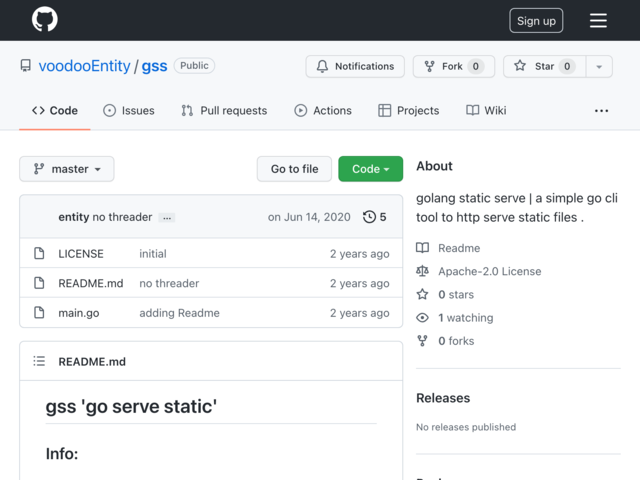 Sign up
voodooEntity / gss Public
Notifications
Fork 0
Star 0
Code
Issues
Pull requests
Actions
Projects
Wiki
master
Go to file
Code
entity no threader ...
on Jun 14, 2020
5
LICENSE initial 2 years ago
README.md no threader 2 years ago
main.go adding Readme 2 years ago
README.md
gss 'go serve static'
Info:
About
golang static serve | a simple go cli
tool to http serve static files .
Readme
Apache-2.0 License
0 stars
1 watching
0 forks
Releases
No releases published